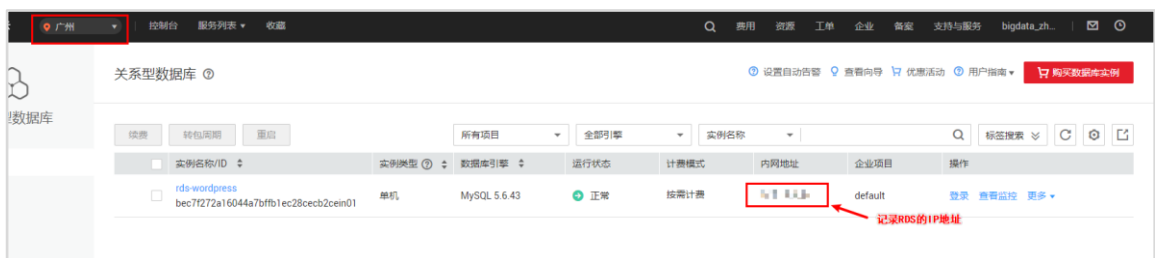 广州 控制台 服务列表 收藏 费用 资源 工单 企业 备案 支持与服务 bigdata_zh...
关系型数据库 设置自动告警 查看向导 优惠活动 用户指南 购买数据库实例
型数据库
续费 转包周期 重启 所有项目 全部引擎 实例名称 标签搜索
实例名称/ID 实例类型 数据库引擎 运行状态 计费模式 内网地址 企业项目 操作
rds-wordpress
bec7f272a16044a7bffb1ec28cecb2cein01 单机 MySQL 5.6.43 正常 按需计费 default 登录 查看监控 更多
记录RDS的IP地址